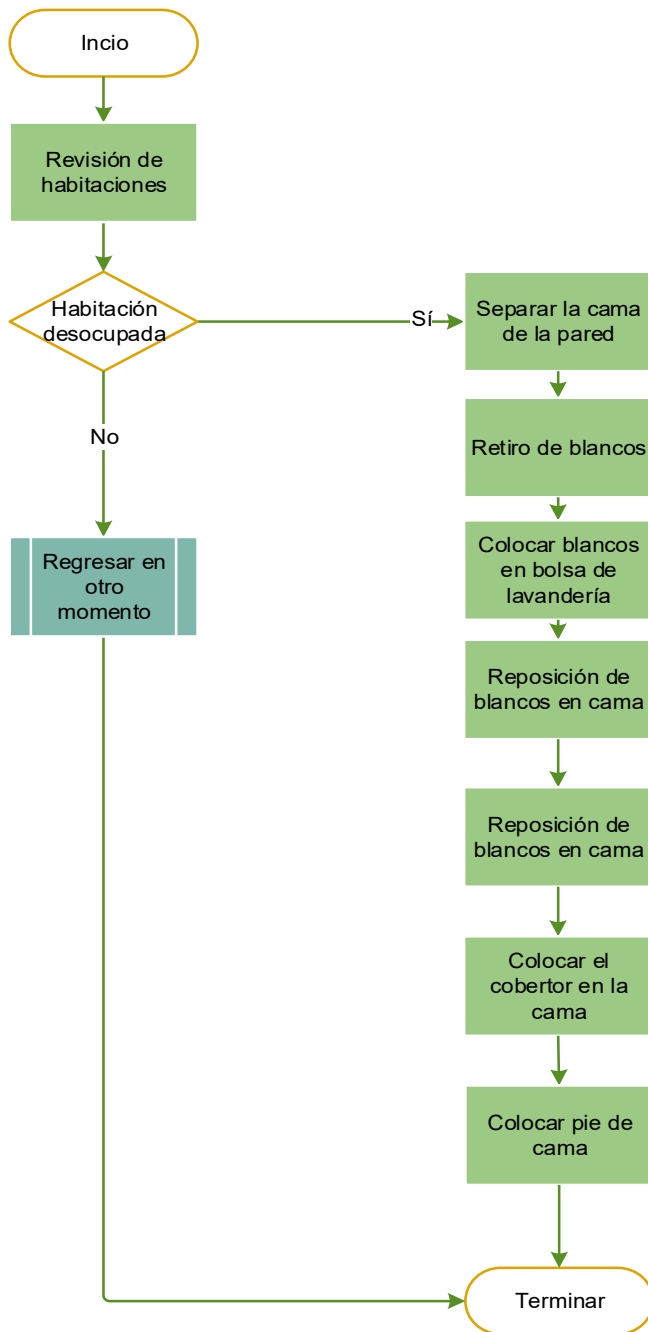 Incio
Revisión de
habitaciones
Habitación
desocupada
Sí
Separar la cama
de la pared
Retiro de blancos
No
Colocar blancos
en bolsa de
lavandería
Regresar en
otro
momento
Reposición de
blancos en cama
Reposición de
blancos en cama
Colocar el
cobertor en la
cama
Colocar pie de
cama
Terminar